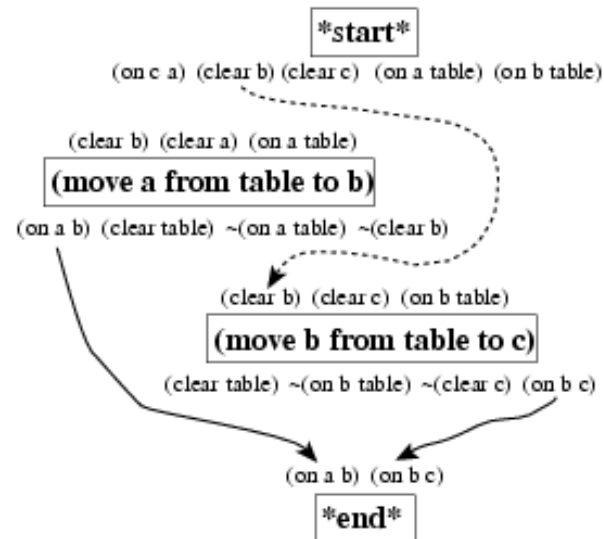 *start*
(on c a) (clear b) (clear c) (on a table) (on b table)
(clear b) (clear a) (on a table)
(move a from table to b)
(on a b) (clear table) ~(on a table) ~(clear b)
(clear b) (clear c) (on b table)
(move b from table to c)
(clear table) ~(on b table) ~(clear c) (on b c)
(on a b) (on b c)
*end*